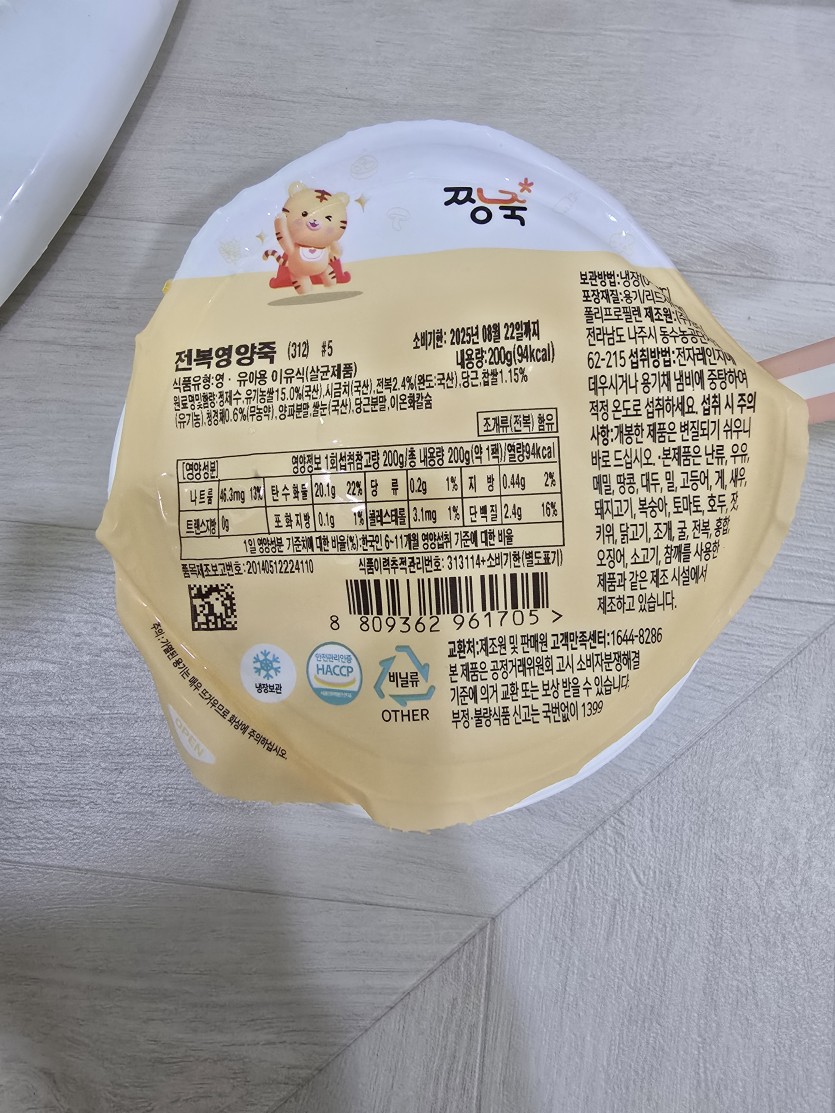 짱죽
전복영양죽 (312) #5
소비기한: 2025년 08월 22일까지
내용량:200g(94kcal)
식품유형:영 · 유아용 이유식(살균제품)
원료명및함량:정제수,유기농쌀15.0%(국산),시금치(국산),전복2.4%(완도:국산),당근,찹쌀1.15%
(유기농),청경채0.6%(무농약),양파분말,쌀눈(국산),당근분말,이온화칼슘
조개류(전복) 함유
[영양성분] 영양정보 1회섭취참고량 200g/총 내용량 200g(약 1팩)/열량94kcal
나트륨 46.3mg 13% 탄수화물 20.1g 22% 당 류 0.2g 1% 지 방 0.44g 2%
트랜스지방 0g 포화지방 0.1g 1% 콜레스테롤 3.1mg 1% 단백질 2.4g 16%
1일 영양성분 기준치에 대한 비율(%):한국인 6~11개월 영양섭취 기준에 대한 비율
품목제조보고번호:20140512224110 식품이력추적관리번호: 313114+소비기한(별도표기)
8 809362 961705 >
보관방법:냉장
포장재질:용기/리드지
폴리프로필렌 제조원:
전라남도 나주시 동수농공단
62-215 섭취방법:전자레인지에
데우시거나 용기채 냄비에 중탕하여
적정 온도로 섭취하세요. 섭취 시 주의
사항:개봉한 제품은 변질되기 쉬우니
바로 드십시오. ·본제품은 난류, 우유,
메밀, 땅콩, 대두, 밀, 고등어, 게, 새우,
돼지고기, 복숭아, 토마토, 호두, 잣,
키위, 닭고기, 조개, 굴, 전복, 홍합,
오징어, 소고기, 참깨를 사용한
제품과 같은 제조 시설에서
제조하고 있습니다.
냉장보관
안전관리인증
HACCP
비닐류
OTHER
교환처:제조원 및 판매원 고객만족센터:1644-8286
본 제품은 공정거래위원회 고시 소비자분쟁해결
기준에 의거 교환 또는 보상 받을 수 있습니다.
부정·불량식품 신고는 국번없이 1399
주의:가열된 용기는 매우 뜨거우므로 화상에 주의하십시오.
OPEN